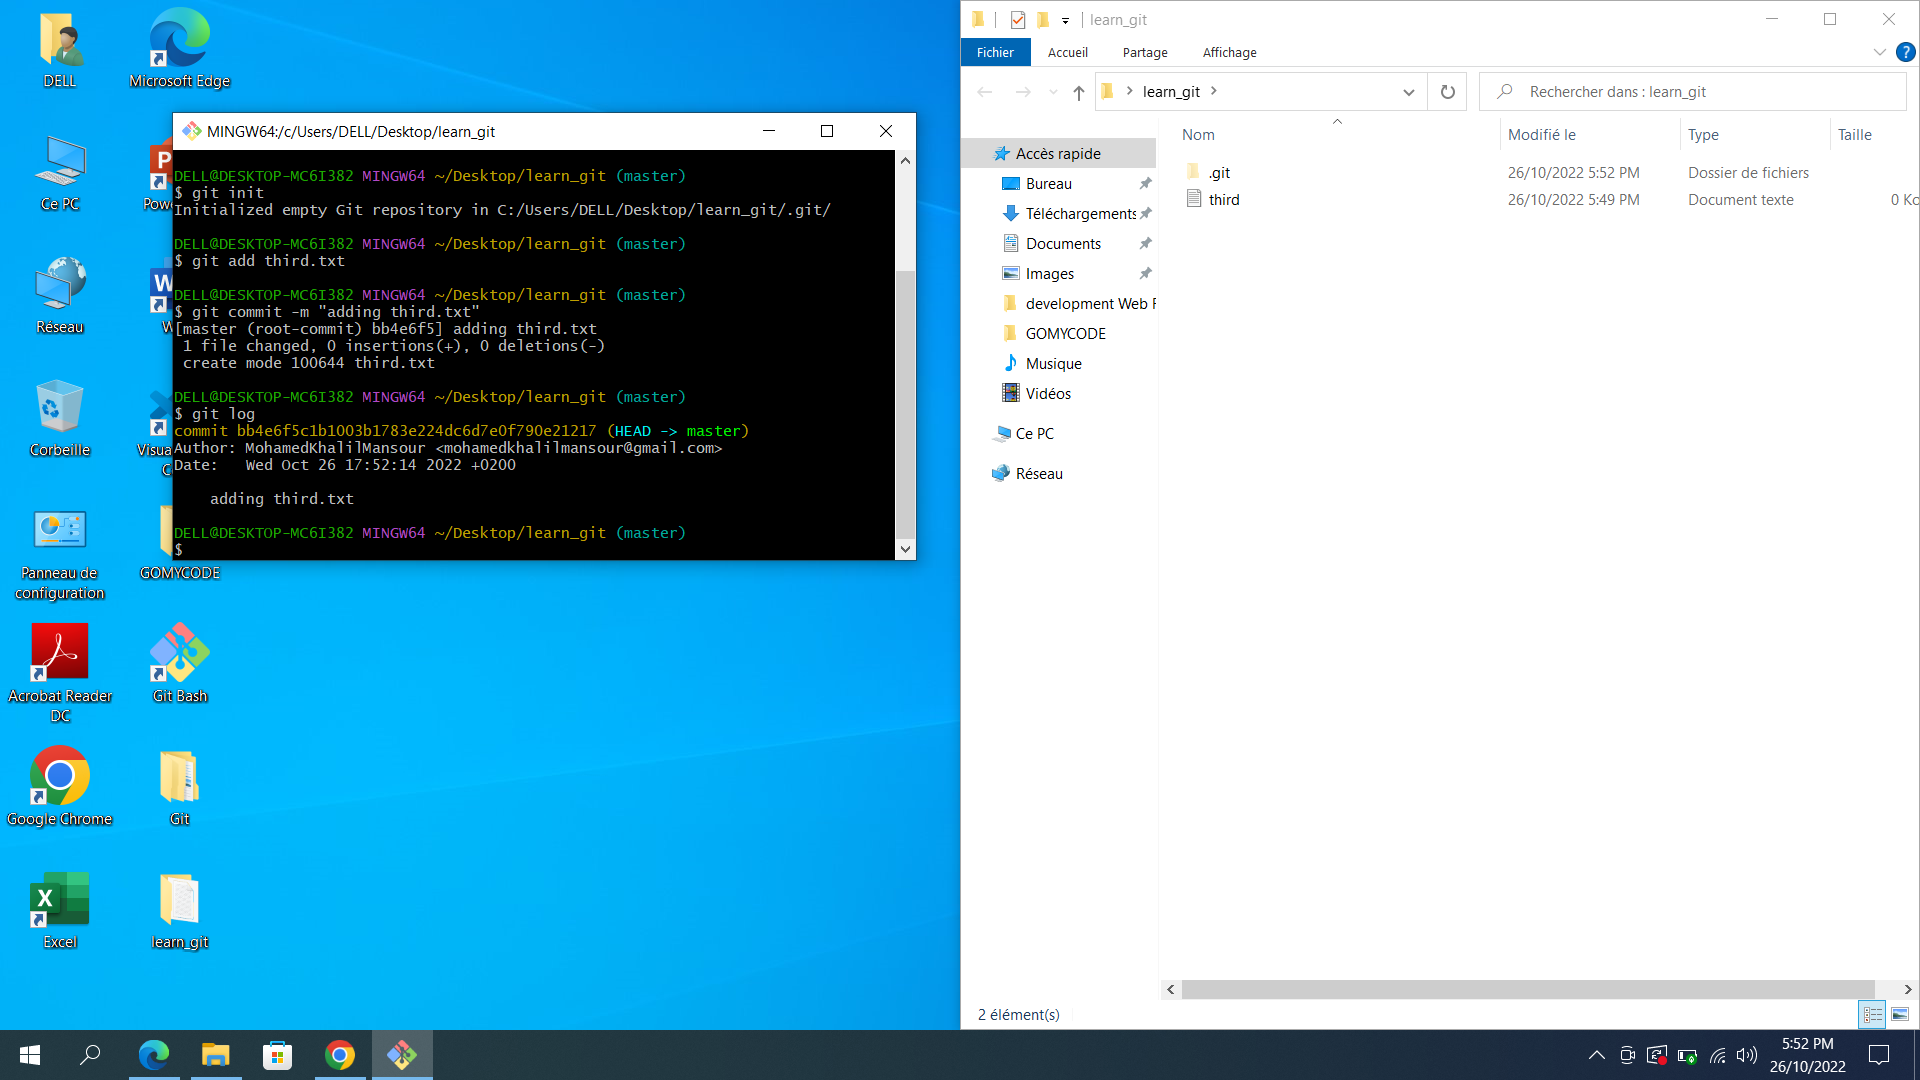 DELL
Microsoft Edge
Ce PC
Pow
Réseau
W
Corbeille
Visua
C
Panneau de
configuration
GOMYCODE
Acrobat Reader
DC
Git Bash
Google Chrome
Git
Excel
learn_git
MINGW64:/c/Users/DELL/Desktop/learn_git
DELL@DESKTOP-MC6I382 MINGW64 ~/Desktop/learn_git (master)
$ git init
Initialized empty Git repository in C:/Users/DELL/Desktop/learn_git/.git/
DELL@DESKTOP-MC6I382 MINGW64 ~/Desktop/learn_git (master)
$ git add third.txt
DELL@DESKTOP-MC6I382 MINGW64 ~/Desktop/learn_git (master)
$ git commit -m "adding third.txt"
[master (root-commit) bb4e6f5] adding third.txt
1 file changed, 0 insertions(+), 0 deletions(-)
create mode 100644 third.txt
DELL@DESKTOP-MC6I382 MINGW64 ~/Desktop/learn_git (master)
$ git log
commit bb4e6f5c1b1003b1783e224dc6d7e0f790e21217 (HEAD -> master)
Author: MohamedKhalilMansour <mohamedkhalilmansour@gmail.com>
Date:   Wed Oct 26 17:52:14 2022 +0200
adding third.txt
DELL@DESKTOP-MC6I382 MINGW64 ~/Desktop/learn_git (master)
$
learn_git
Fichier Accueil Partage Affichage
learn_git
Rechercher dans : learn_git
Nom Modifié le Type Taille
.git 26/10/2022 5:52 PM Dossier de fichiers
third 26/10/2022 5:49 PM Document texte 0 Ko
Accès rapide
Bureau
Téléchargements
Documents
Images
development Web F
GOMYCODE
Musique
Vidéos
Ce PC
Réseau
2 élément(s)
5:52 PM
26/10/2022